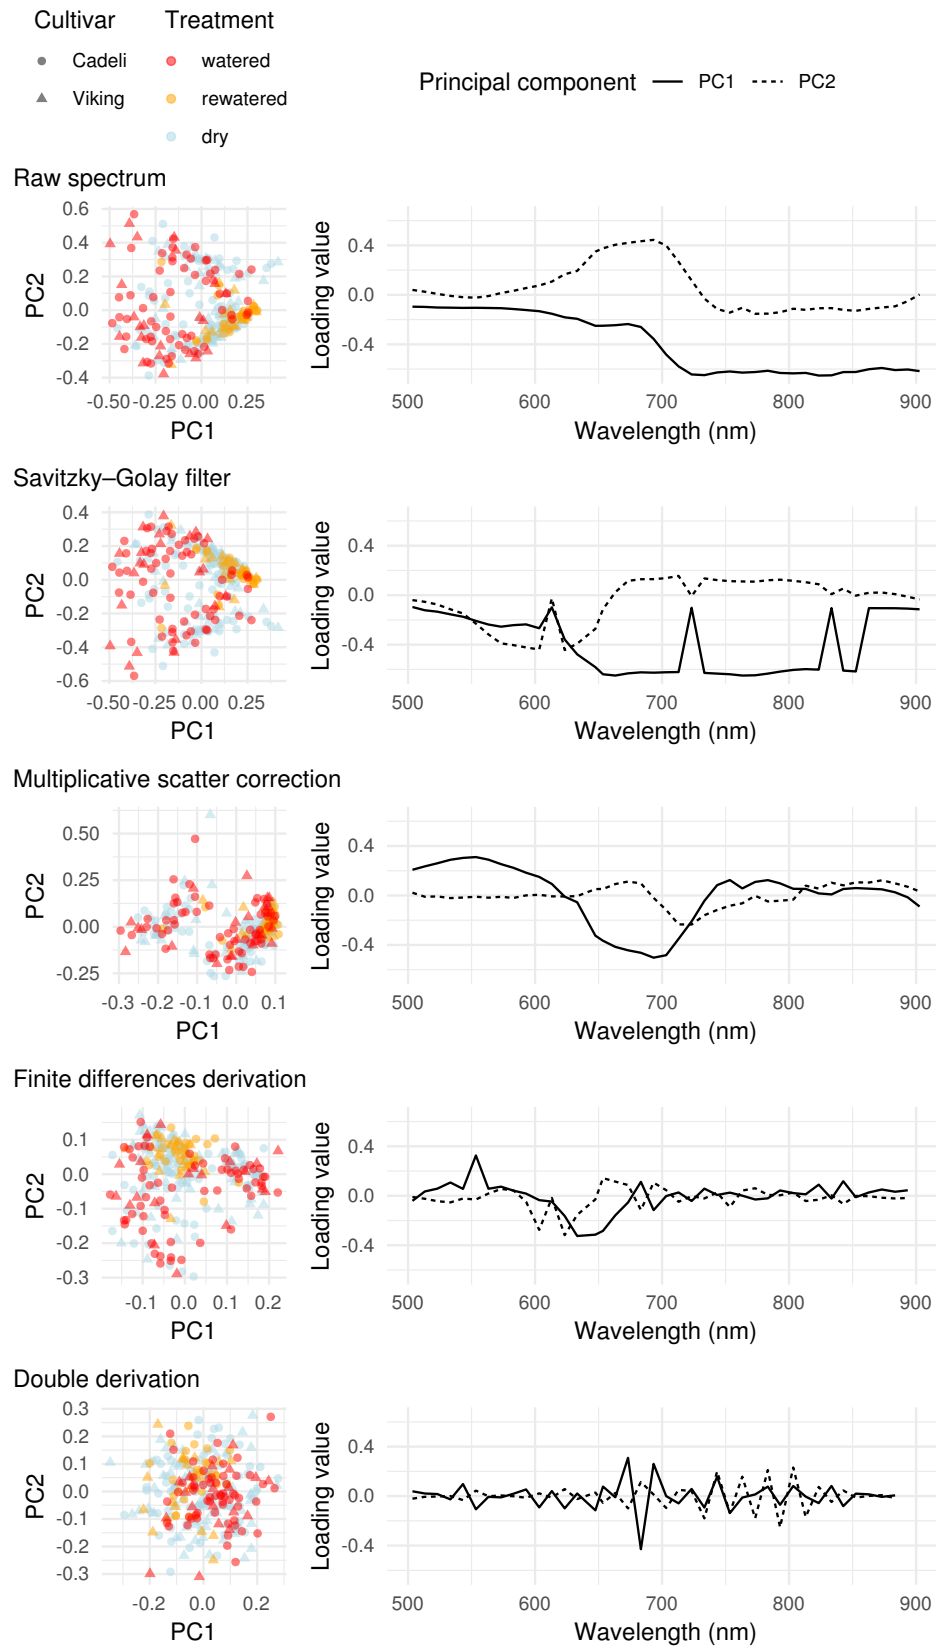 Cultivar Treatment
Cadeli watered
Viking rewatered
dry
Principal component PC1 PC2
Raw spectrum
0.6
0.4
0.2
0.0
-0.2
-0.4
PC2
-0.50 -0.25 0.00 0.25
PC1
Loading value
0.4
0.0
-0.4
500 600 700 800 900
Wavelength (nm)
Savitzky–Golay filter
0.4
0.2
0.0
-0.2
-0.4
-0.6
PC2
-0.50 -0.25 0.00 0.25
PC1
Loading value
0.4
0.0
-0.4
500 600 700 800 900
Wavelength (nm)
Multiplicative scatter correction
0.50
0.25
0.00
-0.25
PC2
-0.3 -0.2 -0.1 0.0 0.1
PC1
Loading value
0.4
0.0
-0.4
500 600 700 800 900
Wavelength (nm)
Finite differences derivation
0.1
0.0
-0.1
-0.2
-0.3
PC2
-0.1 0.0 0.1 0.2
PC1
Loading value
0.4
0.0
-0.4
500 600 700 800 900
Wavelength (nm)
Double derivation
0.3
0.2
0.1
0.0
-0.1
-0.2
-0.3
PC2
-0.2 0.0 0.2
PC1
Loading value
0.4
0.0
-0.4
500 600 700 800 900
Wavelength (nm)